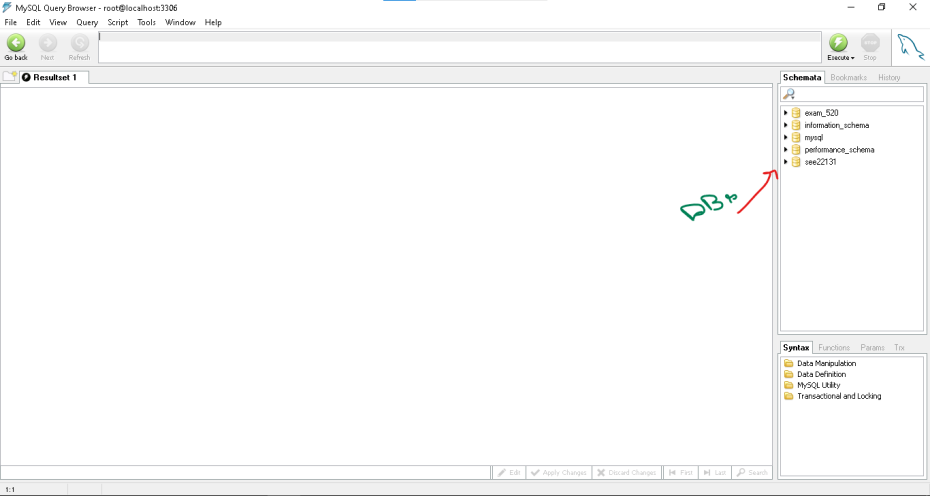 MySQL Query Browser - root@localhost:3306
File Edit View Query Script Tools Window Help
Go back Next Refresh Execute Stop
Resultset 1
Schemata Bookmarks History
exam_520
information_schema
mysql
performance_schema
see22131
Syntax Functions Params Trx
Data Manipulation
Data Definition
MySQL Utility
Transactional and Locking
Edit Apply Changes Discard Changes First Last Search
1:1